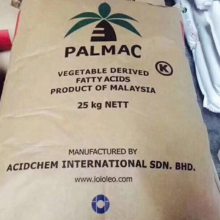 PALMAC
VEGETABLE DERIVED
FATTY ACIDS
PRODUCT OF MALAYSIA
K
25 kg NETT
MANUFACTURED BY
ACIDCHEM INTERNATIONAL SDN. BHD.
www.ioioleo.com